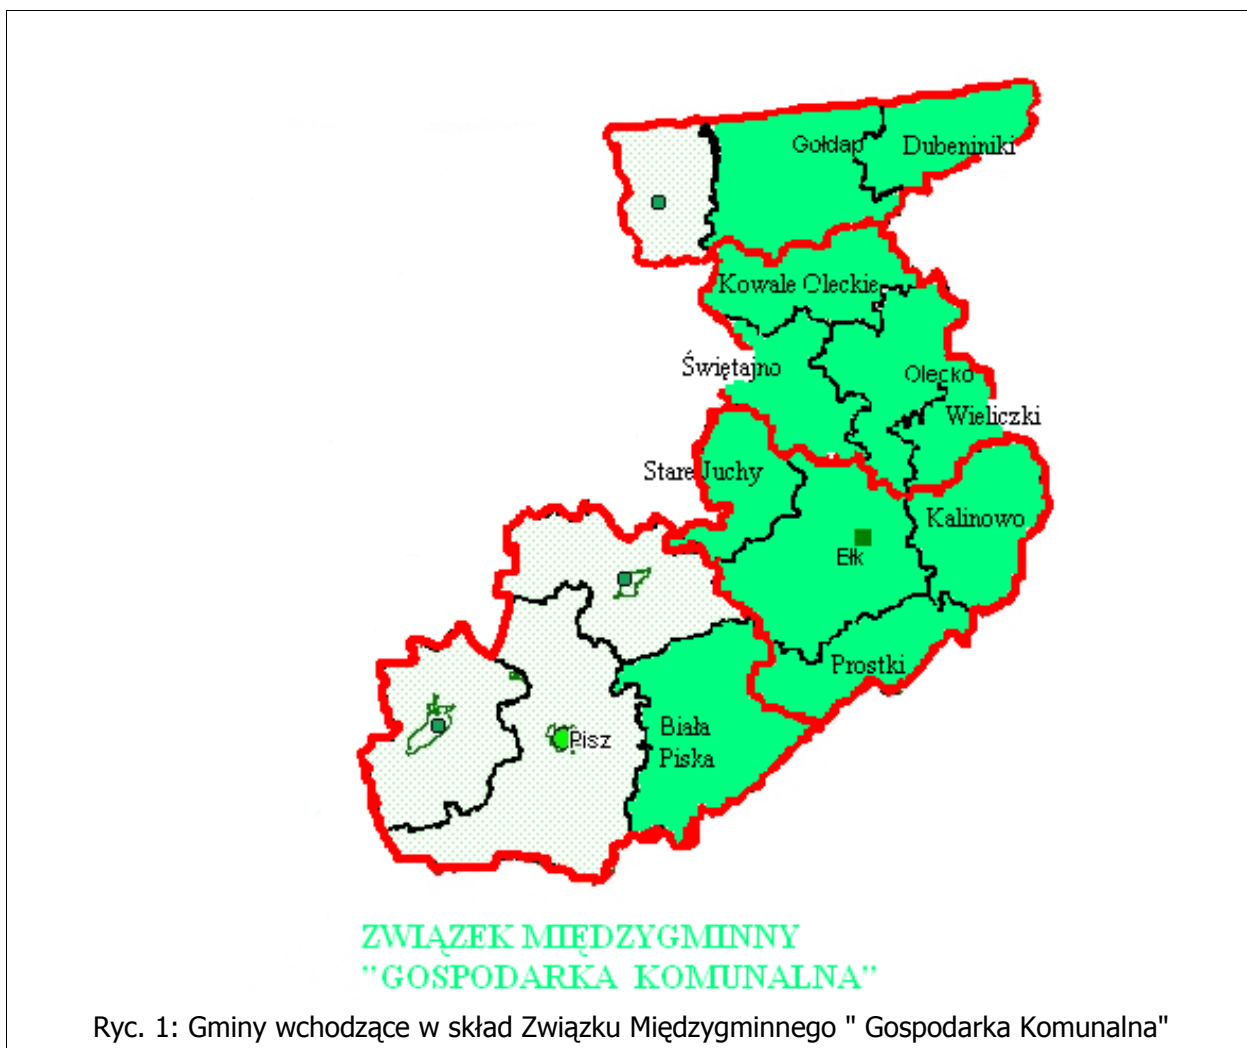 Gołdap
Dubeniniki
Kowale Oleckie
Świętajno
Olecko
Wieliczki
Stare Juchy
Kalinowo
Ełk
Prostki
Biała
Piska
Pisz
ZWIĄZEK MIĘDZYGMINNY
"GOSPODARKA KOMUNALNA"
Ryc. 1: Gminy wchodzące w skład Związku Międzygminnego " Gospodarka Komunalna"